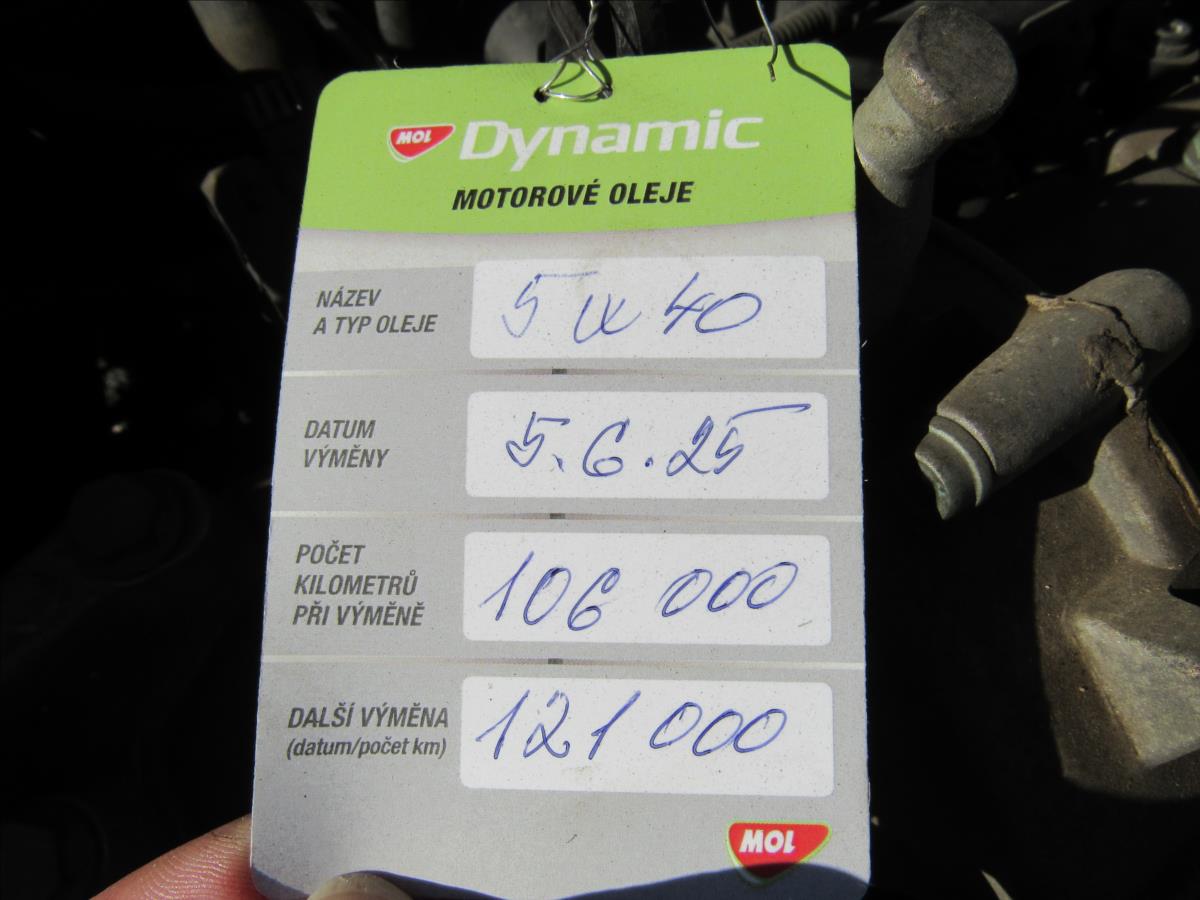 MOL Dynamic
MOTOROVÉ OLEJE
NÁZEV
A TYP OLEJE
5 W 40
DATUM
VÝMĚNY
5.6.25
POČET
KILOMETRŮ
PŘI VÝMĚNĚ
106 000
DALŠÍ VÝMĚNA
(datum/počet km)
121 000
MOL